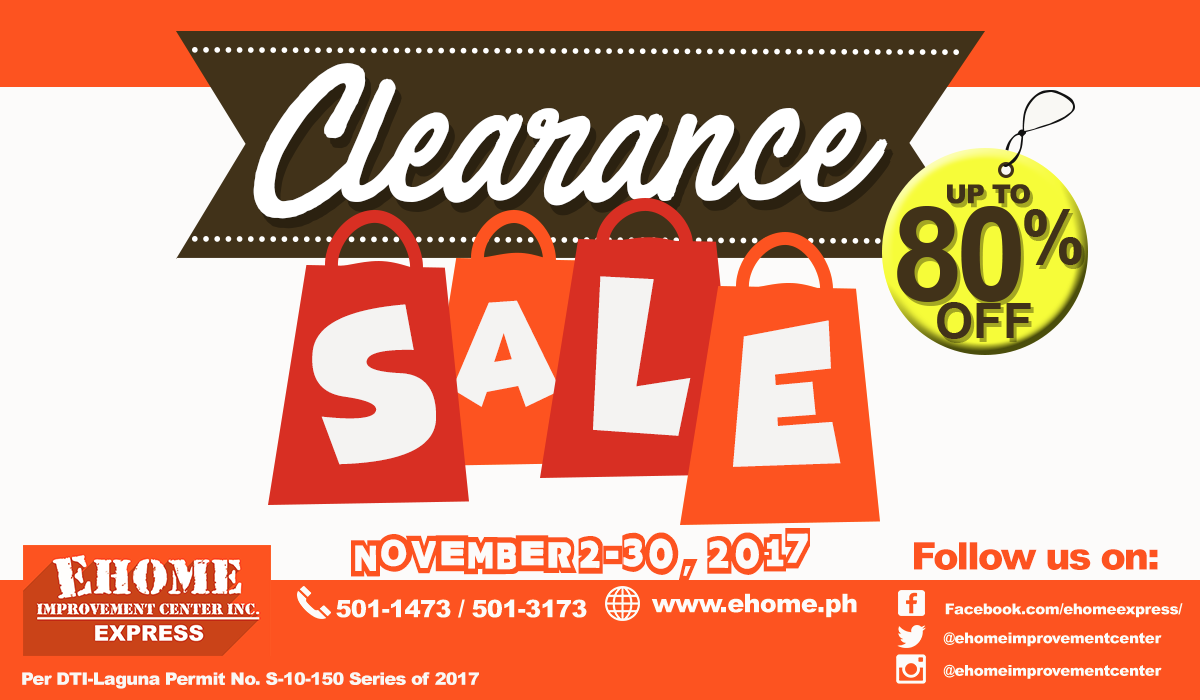 Clearance
SALE
UP TO
80%
OFF
NOVEMBER 2-30, 2017
EHOME
IMPROVEMENT CENTER INC.
EXPRESS
501-1473 / 501-3173
www.ehome.ph
Follow us on:
Facebook.com/ehomeexpress/
@ehomeimprovementcenter
@ehomeimprovementcenter
Per DTI-Laguna Permit No. S-10-150 Series of 2017